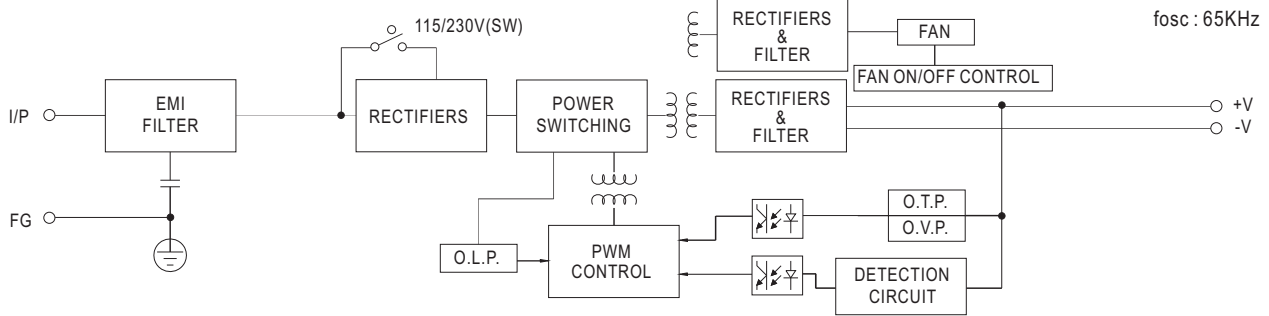 115/230V(SW)
RECTIFIERS
&
FILTER
FAN
FAN ON/OFF CONTROL
fosc : 65KHz
I/P
EMI
FILTER
RECTIFIERS
POWER
SWITCHING
RECTIFIERS
&
FILTER
+V
-V
FG
O.L.P.
PWM
CONTROL
O.T.P.
O.V.P.
DETECTION
CIRCUIT